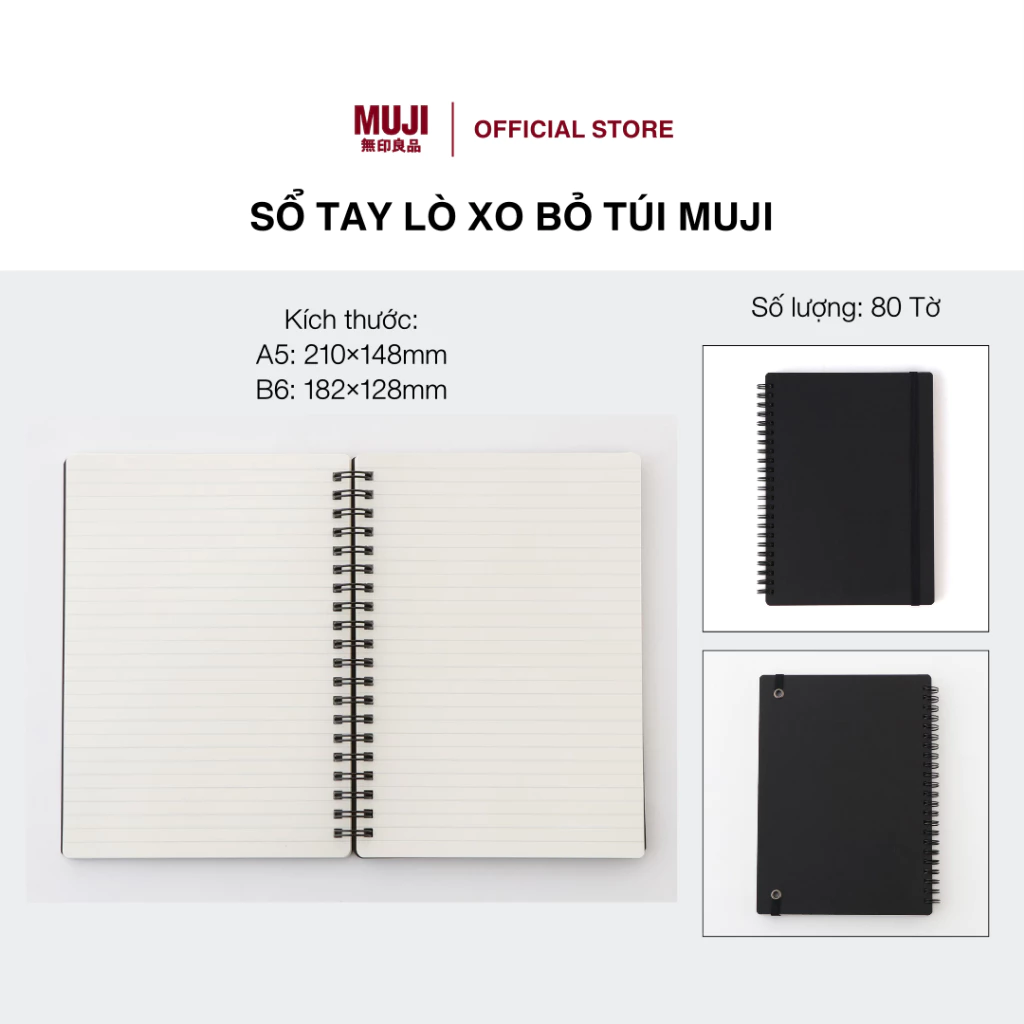 MUJI
無印良品
OFFICIAL STORE
SỔ TAY LÒ XO BỎ TÚI MUJI
Kích thước:
A5: 210×148mm
B6: 182×128mm
Số lượng: 80 Tờ